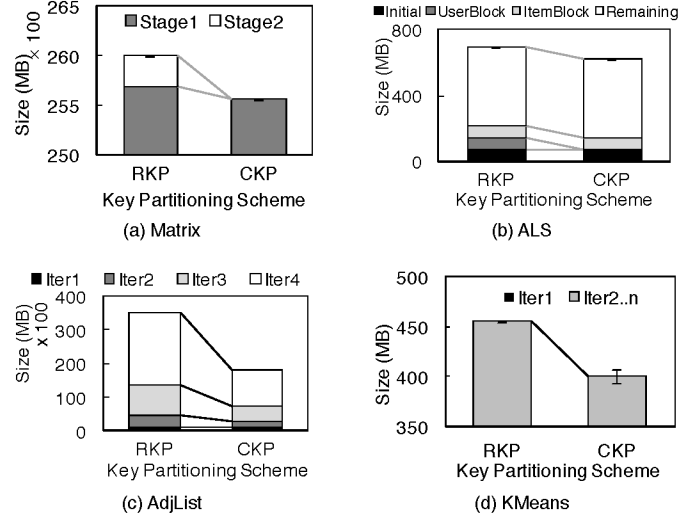 Stage1 Stage2
Size (MB)
x 100
265
260
255
250
RKP CKP
Key Partitioning Scheme
(a) Matrix
Initial UserBlock ItemBlock Remaining
Size (MB)
800
400
0
RKP CKP
Key Partitioning Scheme
(b) ALS
Iter1 Iter2 Iter3 Iter4
Size (MB)
x 100
400
300
200
100
0
RKP CKP
Key Partitioning Scheme
(c) AdjList
Iter1 Iter2..n
Size (MB)
500
450
400
350
RKP CKP
Key Partitioning Scheme
(d) KMeans